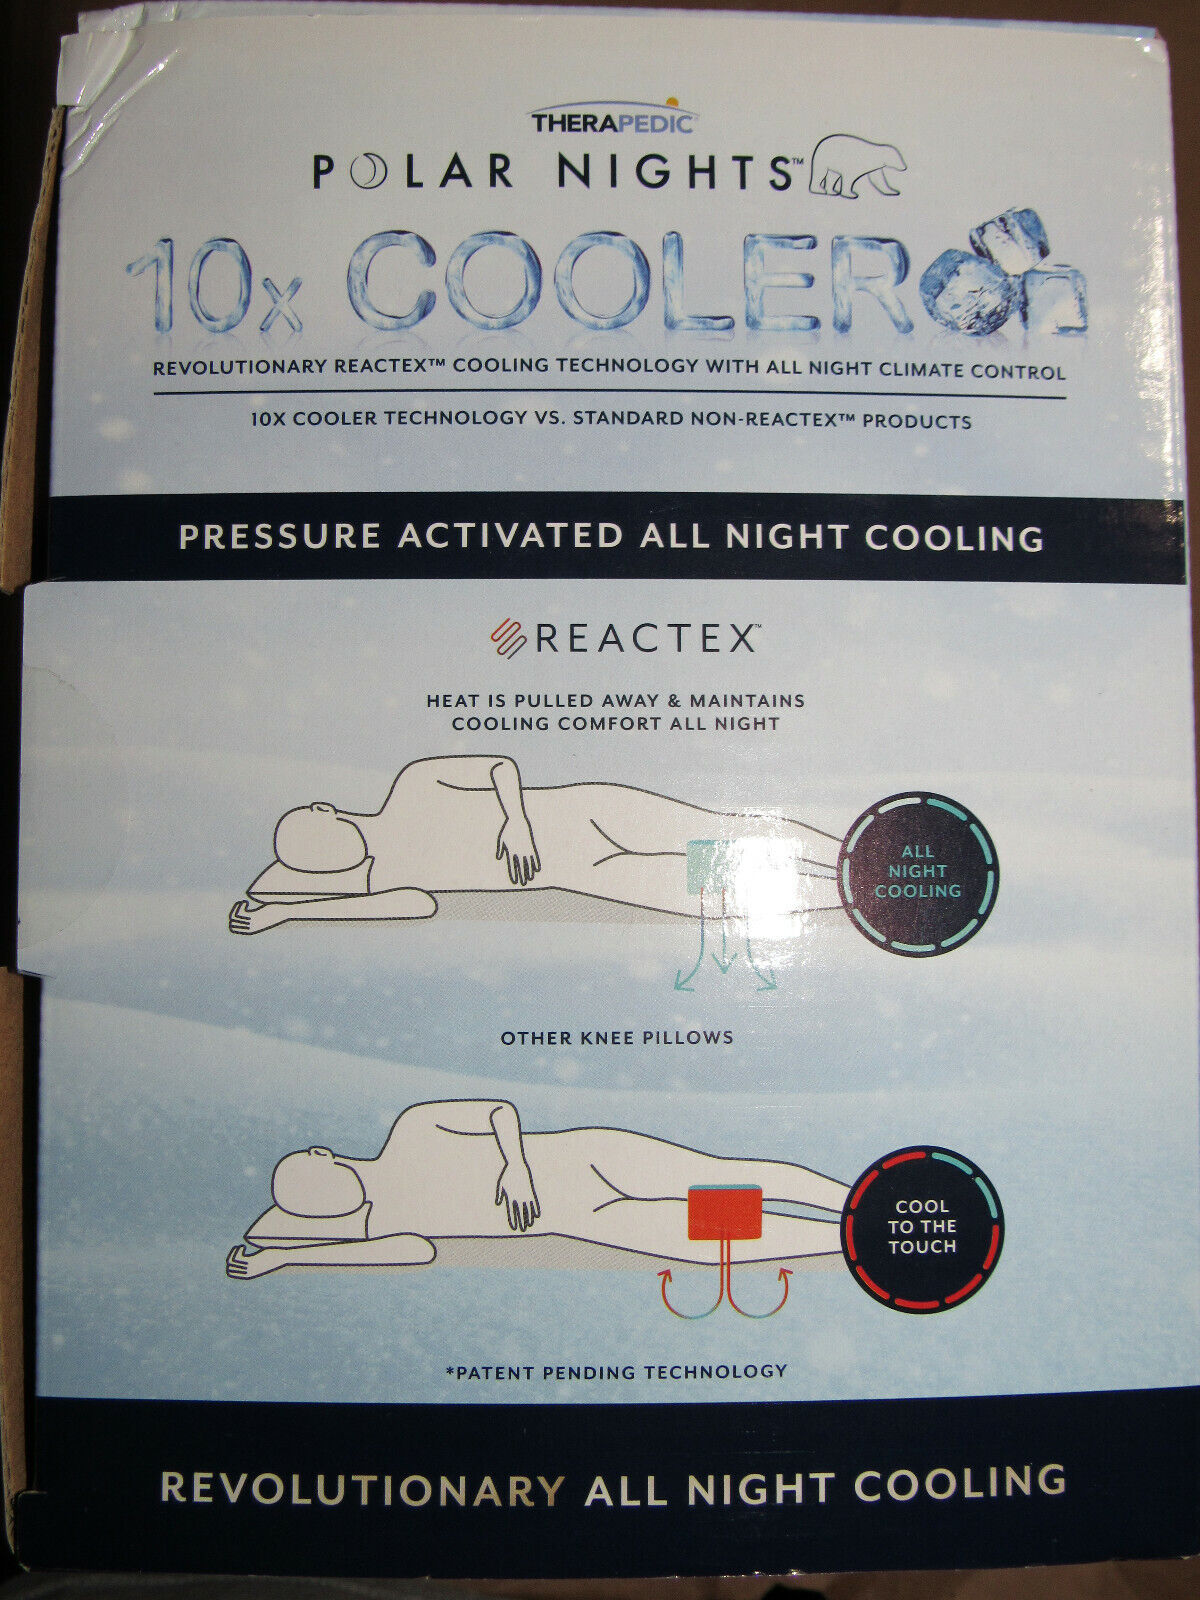 THERAPEDIC
POLAR NIGHTS™
10x COOLER
REVOLUTIONARY REACTEX™ COOLING TECHNOLOGY WITH ALL NIGHT CLIMATE CONTROL
10X COOLER TECHNOLOGY VS. STANDARD NON-REACTEX™ PRODUCTS
PRESSURE ACTIVATED ALL NIGHT COOLING
REACTEX™
HEAT IS PULLED AWAY & MAINTAINS
COOLING COMFORT ALL NIGHT
ALL
NIGHT
COOLING
OTHER KNEE PILLOWS
COOL
TO THE
TOUCH
*PATENT PENDING TECHNOLOGY
REVOLUTIONARY ALL NIGHT COOLING